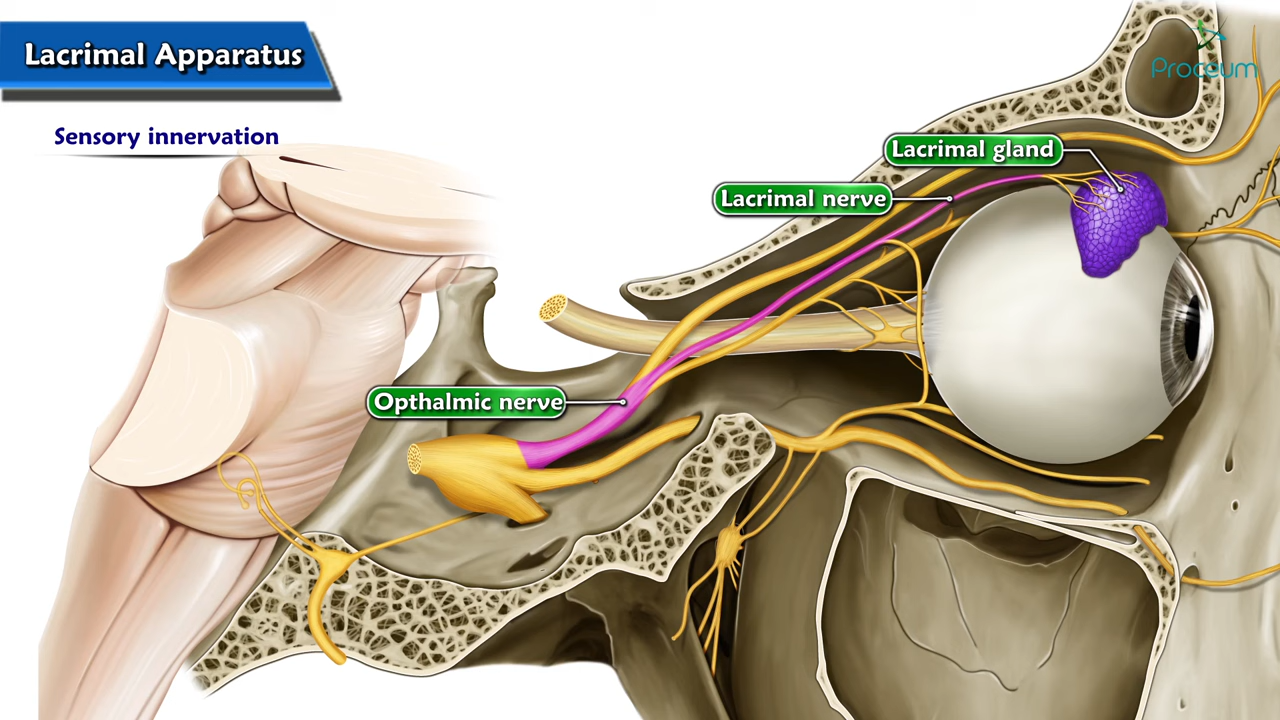 Lacrimal Apparatus
Proceum
Sensory innervation
Lacrimal gland
Lacrimal nerve
Opthalmic nerve